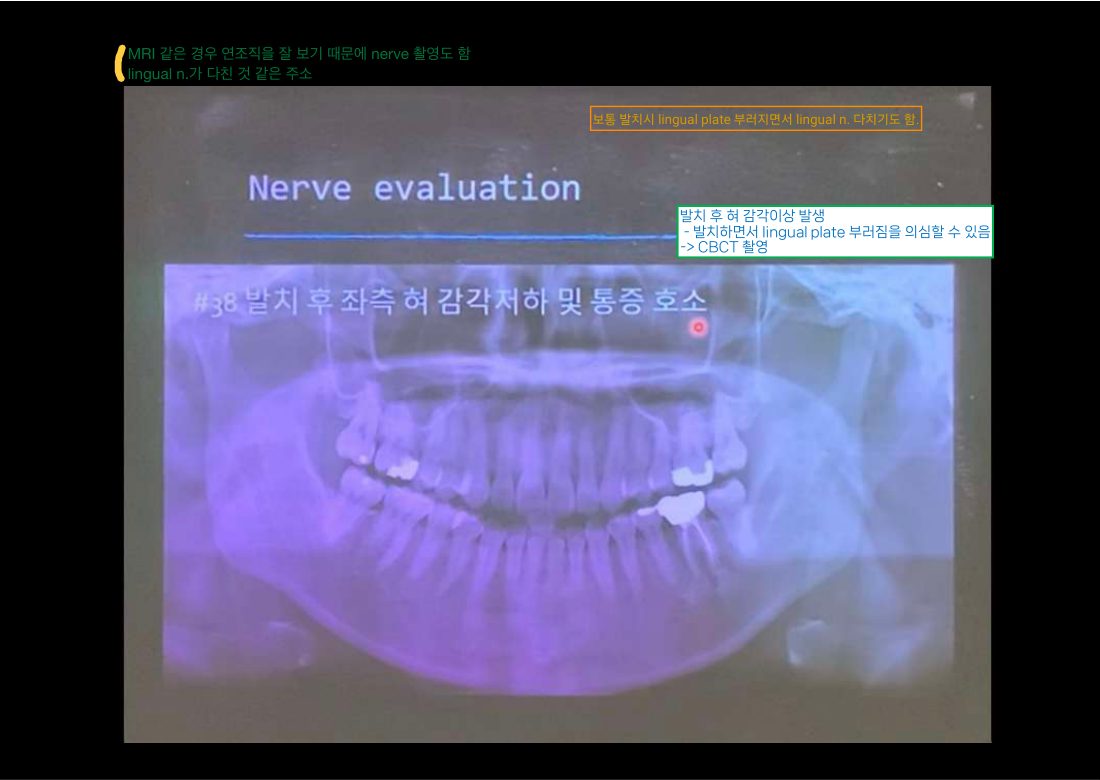 MRI 같은 경우 연조직을 잘 보기 때문에 nerve 촬영도 함
lingual n.가 다친 것 같은 주소
보통 발치시 lingual plate 부러지면서 lingual n. 다치기도 함.
Nerve evaluation
발치 후 혀 감각이상 발생
- 발치하면서 lingual plate 부러짐을 의심할 수 있음
-> CBCT 촬영
#38 발치 후 좌측 혀 감각저하 및 통증 호소